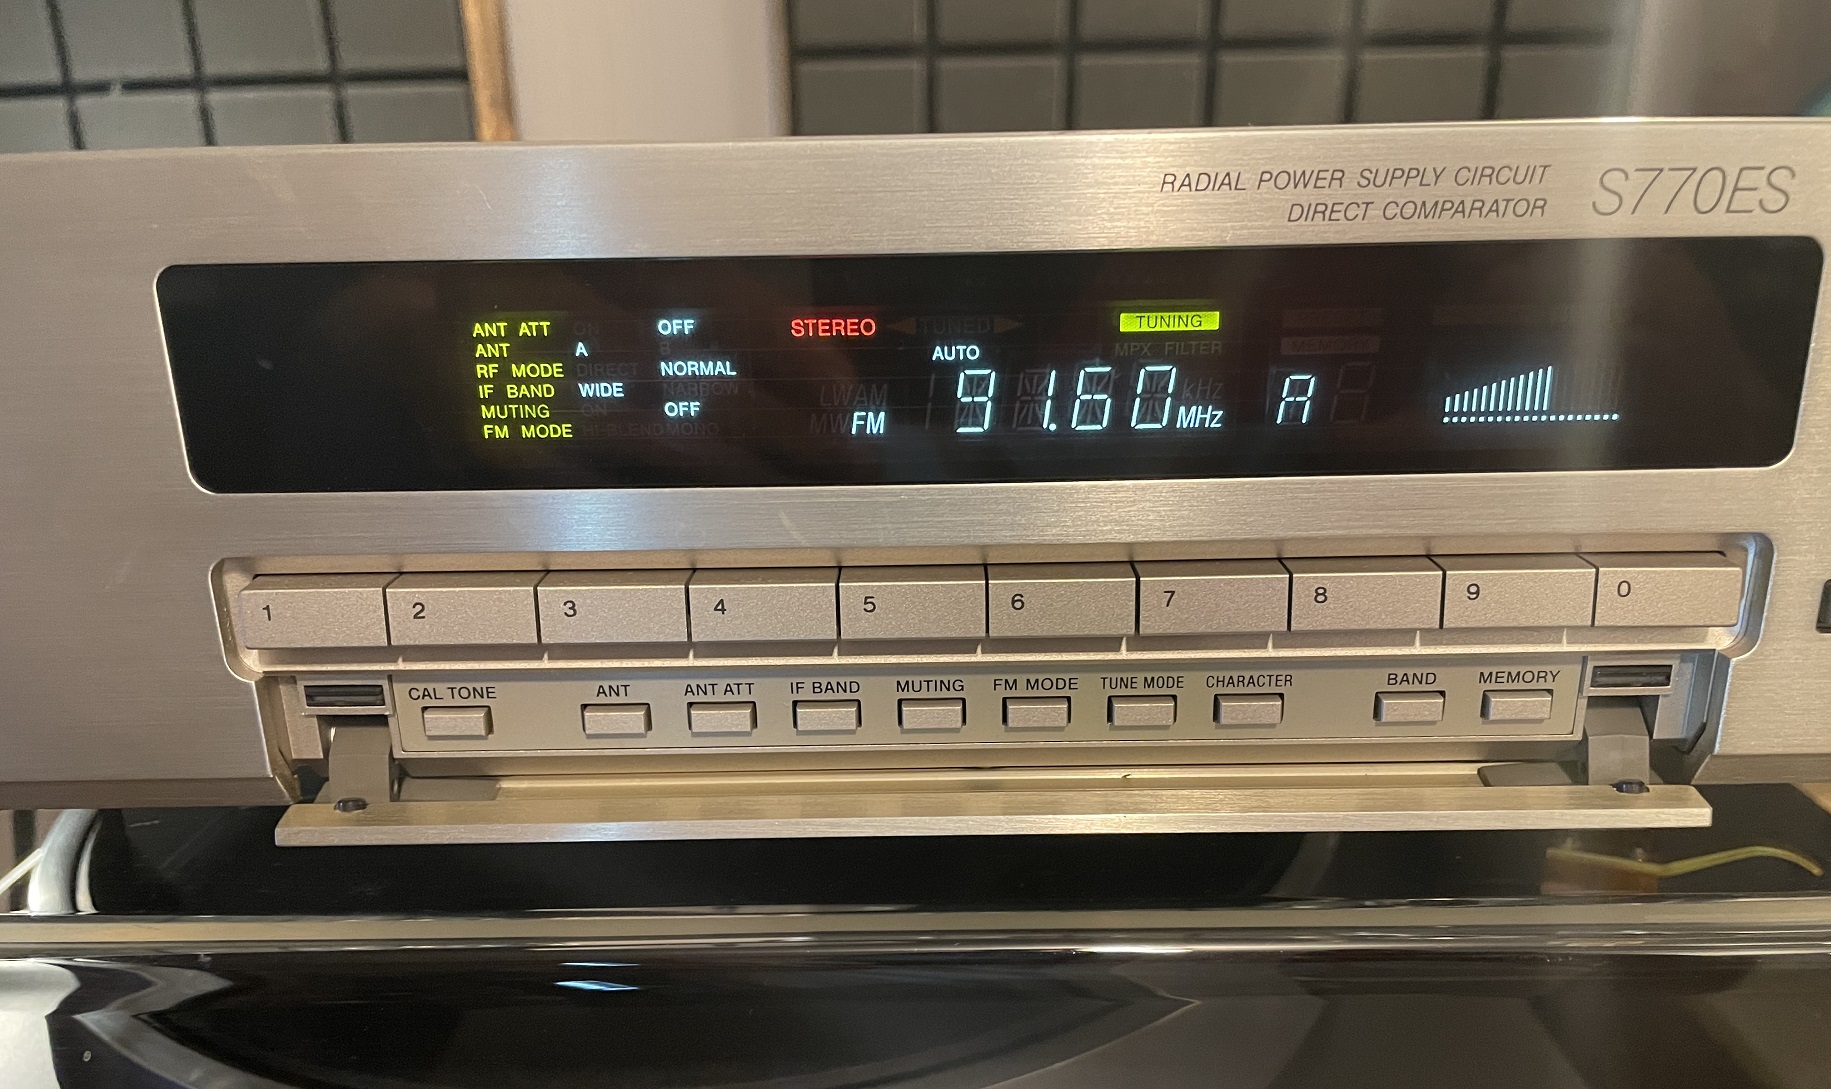 RADIAL POWER SUPPLY CIRCUIT
DIRECT COMPARATOR
S770ES
ANT ATT ON OFF
ANT A B
RF MODE DIRECT NORMAL
IF BAND WIDE NARROW
MUTING ON OFF
FM MODE HI-BLEND MONO
STEREO TUNED TUNING
AUTO MPX FILTER MEMORY
LW AM kHz
MW FM 91.60 MHz A
1 2 3 4 5 6 7 8 9 0
CAL TONE ANT ANT ATT IF BAND MUTING FM MODE TUNE MODE CHARACTER BAND MEMORY